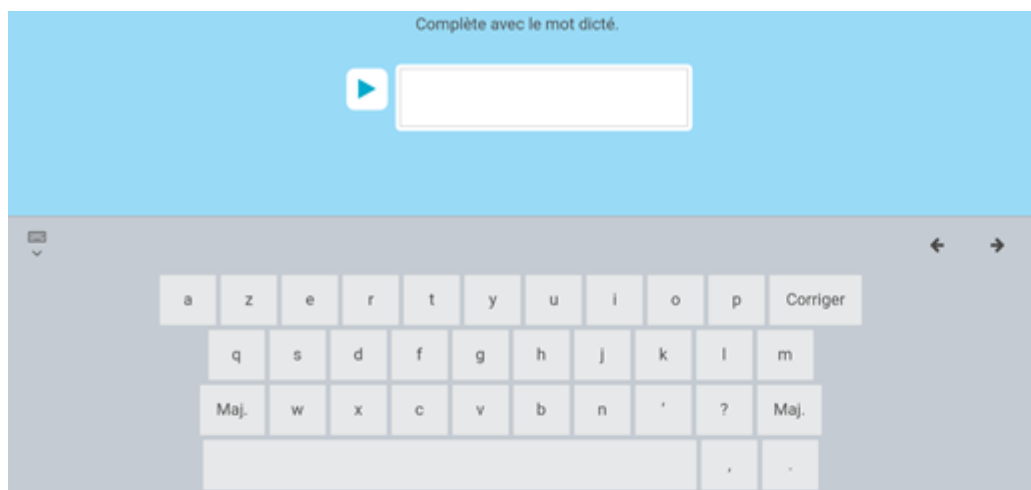 Complète avec le mot dicté.
a z e r t y u i o p Corriger
q s d f g h j k l m
Maj. w x c v b n ' ? Maj.
, .